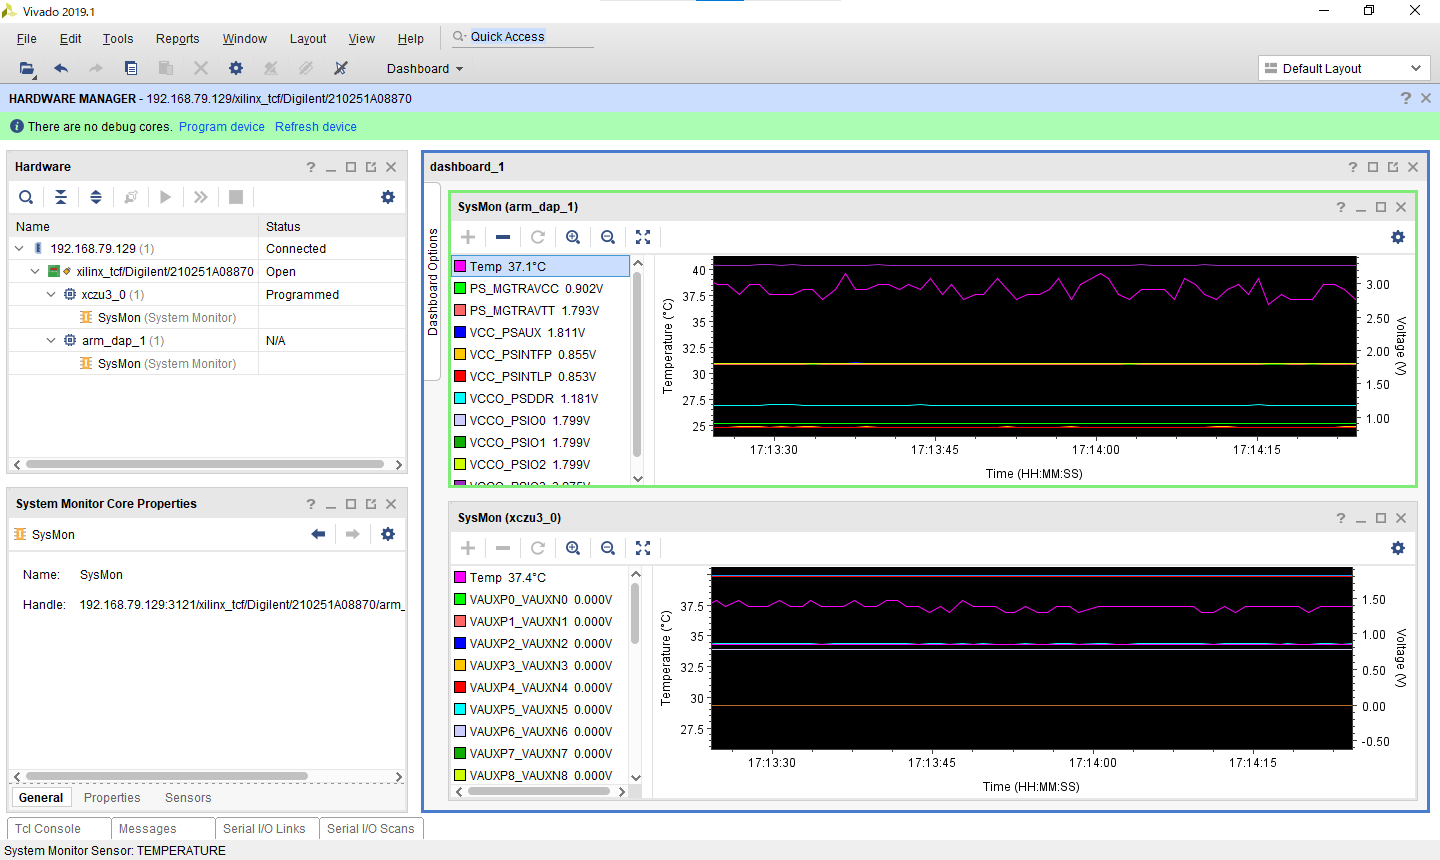 Vivado 2019.1
File Edit Tools Reports Window Layout View Help Quick Access
Dashboard Default Layout
HARDWARE MANAGER - 192.168.79.129/xilinx_tcf/Digilent/210251A08870
There are no debug cores. Program device Refresh device
Hardware
Name Status
192.168.79.129 (1) Connected
xilinx_tcf/Digilent/210251A08870 Open
xczu3_0 (1) Programmed
SysMon (System Monitor)
arm_dap_1 (1) N/A
SysMon (System Monitor)
System Monitor Core Properties
SysMon
Name: SysMon
Handle: 192.168.79.129:3121/xilinx_tcf/Digilent/210251A08870/arm_
General Properties Sensors
dashboard_1
Dashboard Options
SysMon (arm_dap_1)
Temp 37.1°C
PS_MGTRAVCC 0.902V
PS_MGTRAVTT 1.793V
VCC_PSAUX 1.811V
VCC_PSINTFP 0.855V
VCC_PSINTLP 0.853V
VCCO_PSDDR 1.181V
VCCO_PSIO0 1.799V
VCCO_PSIO1 1.799V
VCCO_PSIO2 1.799V
Temperature (°C)
40
37.5
35
32.5
30
27.5
25
3.00
2.50
2.00
1.50
1.00
Voltage (V)
17:13:30 17:13:45 17:14:00 17:14:15
Time (HH:MM:SS)
SysMon (xczu3_0)
Temp 37.4°C
VAUXP0_VAUXN0 0.000V
VAUXP1_VAUXN1 0.000V
VAUXP2_VAUXN2 0.000V
VAUXP3_VAUXN3 0.000V
VAUXP4_VAUXN4 0.000V
VAUXP5_VAUXN5 0.000V
VAUXP6_VAUXN6 0.000V
VAUXP7_VAUXN7 0.000V
VAUXP8_VAUXN8 0.000V
Temperature (°C)
37.5
35
32.5
30
27.5
1.50
1.00
0.50
0.00
-0.50
Voltage (V)
17:13:30 17:13:45 17:14:00 17:14:15
Time (HH:MM:SS)
Tcl Console Messages Serial I/O Links Serial I/O Scans
System Monitor Sensor: TEMPERATURE